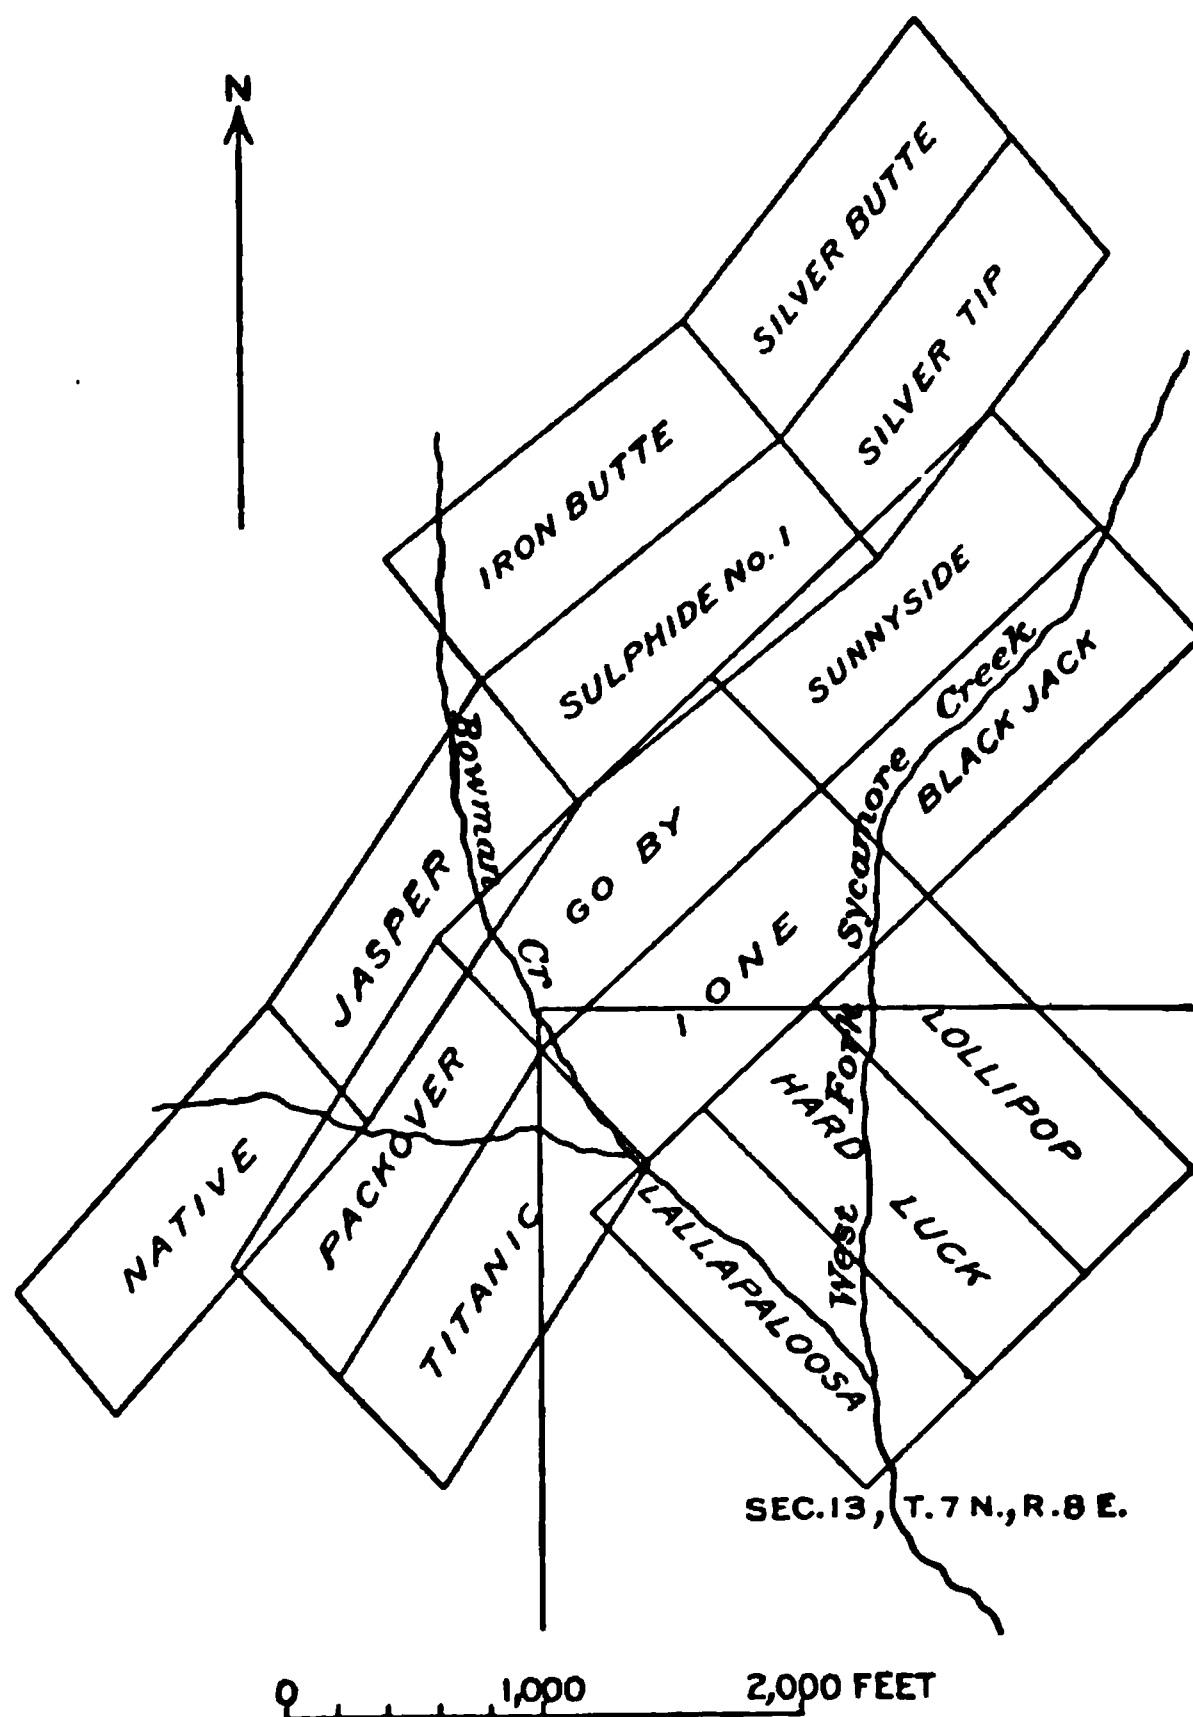 N
SILVER BUTTE
SILVER TIP
IRON BUTTE
SULPHIDE No. 1
SUNNYSIDE
BLACK JACK
West Fork Sycamore Creek
Bowman Cr
GO BY
JASPER
IONE
LOLLIPOP
HARD LUCK
PACKOVER
NATIVE
TITANIC
LALLAPALOOSA
SEC.13, T.7 N., R.8 E.
0 1,000 2,000 FEET